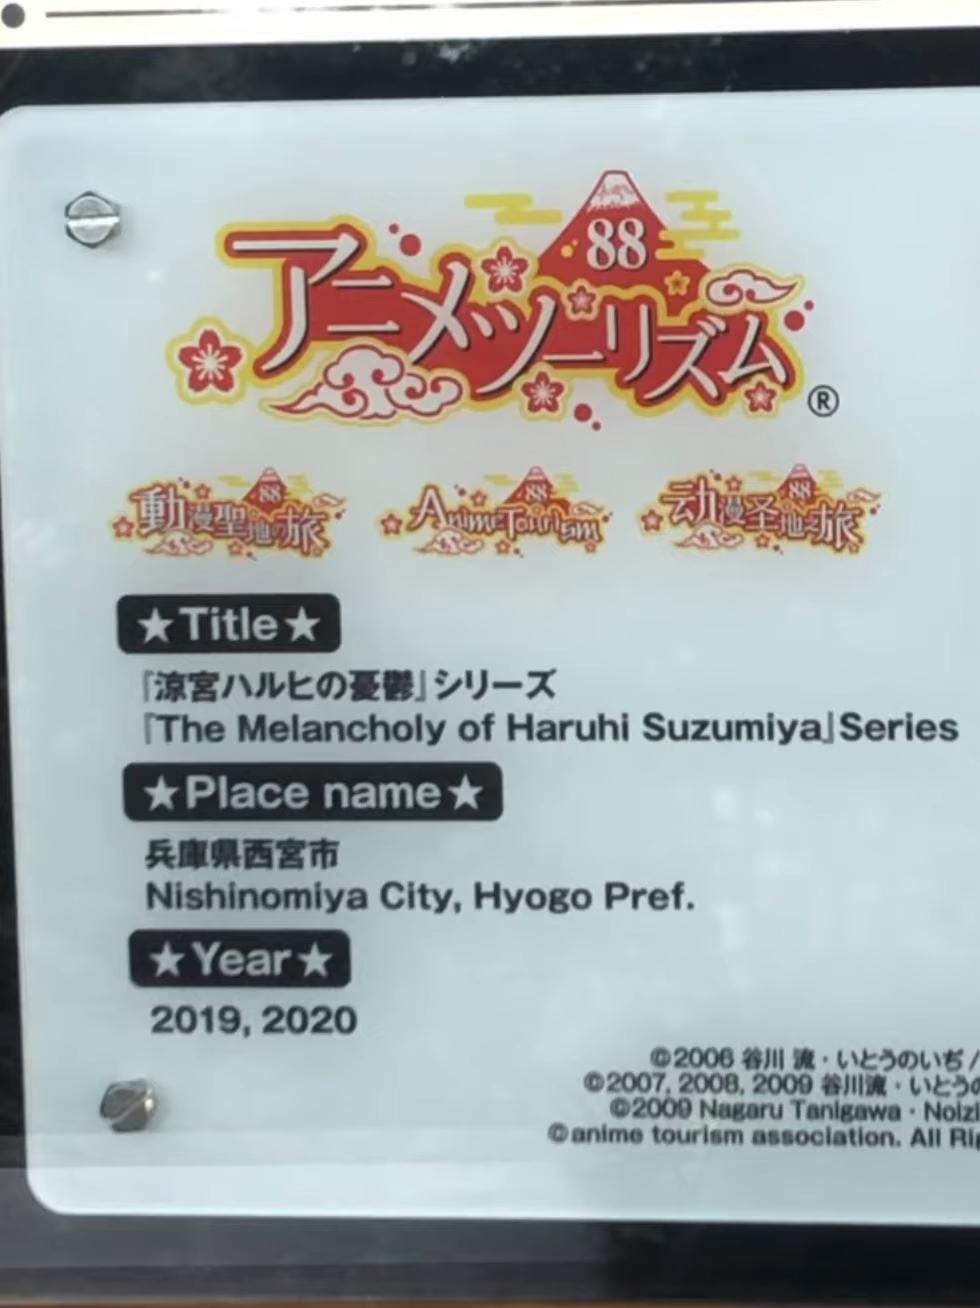 88
アニメツーリズム®
動漫聖地の旅 88
AnimeTourism 88
动漫圣地之旅 88
★Title★
『涼宮ハルヒの憂鬱』シリーズ
『The Melancholy of Haruhi Suzumiya』Series
★Place name★
兵庫県西宮市
Nishinomiya City, Hyogo Pref.
★Year★
2019, 2020
©2006 谷川 流・いとうのいぢ /
©2007, 2008, 2009 谷川流・いとう
©2009 Nagaru Tanigawa・Noizi
©anime tourism association. All Rig